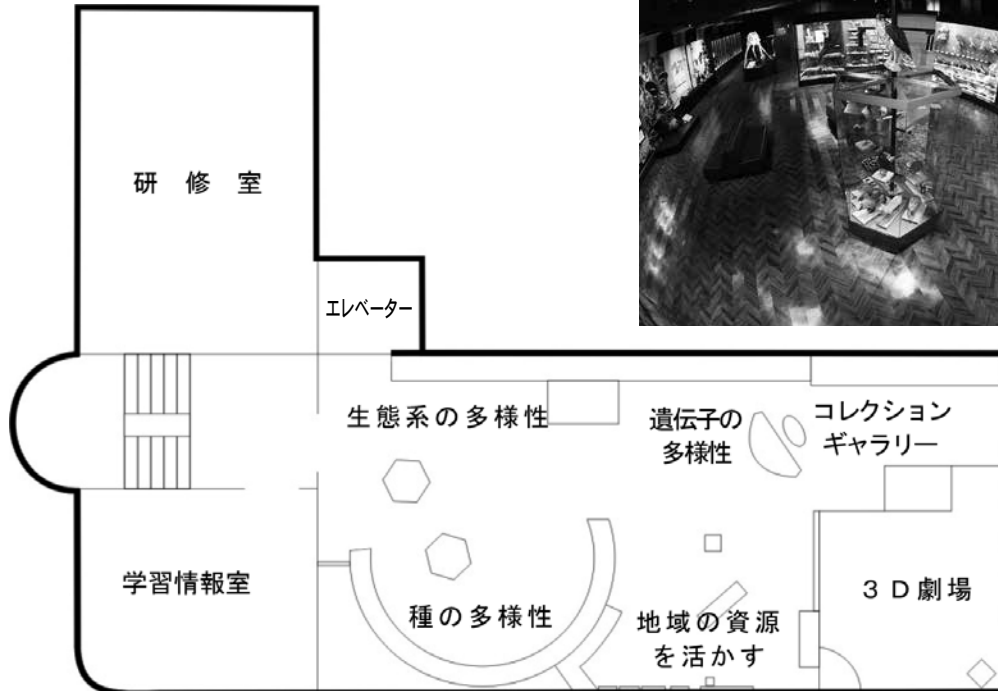 研修室
エレベーター
生態系の多様性
遺伝子の
多様性
コレクション
ギャラリー
学習情報室
種の多様性
地域の資源
を活かす
3D劇場